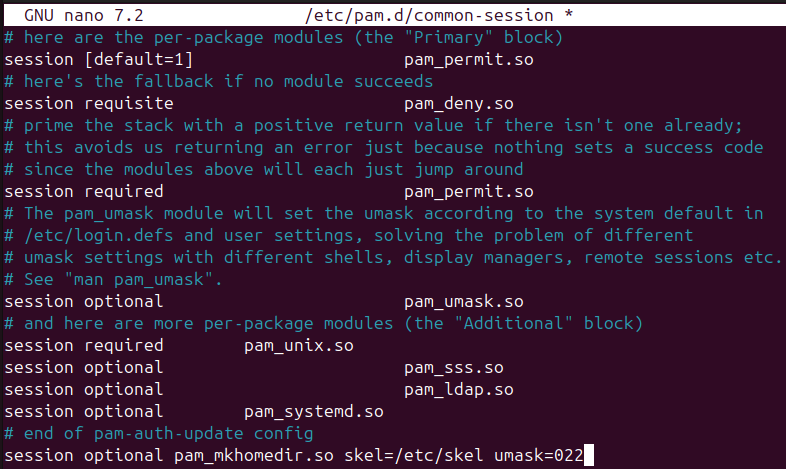 GNU nano 7.2 /etc/pam.d/common-session *
# here are the per-package modules (the "Primary" block)
session [default=1] pam_permit.so
# here's the fallback if no module succeeds
session requisite pam_deny.so
# prime the stack with a positive return value if there isn't one already;
# this avoids us returning an error just because nothing sets a success code
# since the modules above will each just jump around
session required pam_permit.so
# The pam_umask module will set the umask according to the system default in
# /etc/login.defs and user settings, solving the problem of different
# umask settings with different shells, display managers, remote sessions etc.
# See "man pam_umask".
session optional pam_umask.so
# and here are more per-package modules (the "Additional" block)
session required pam_unix.so
session optional pam_sss.so
session optional pam_ldap.so
session optional pam_systemd.so
# end of pam-auth-update config
session optional pam_mkhomedir.so skel=/etc/skel umask=022